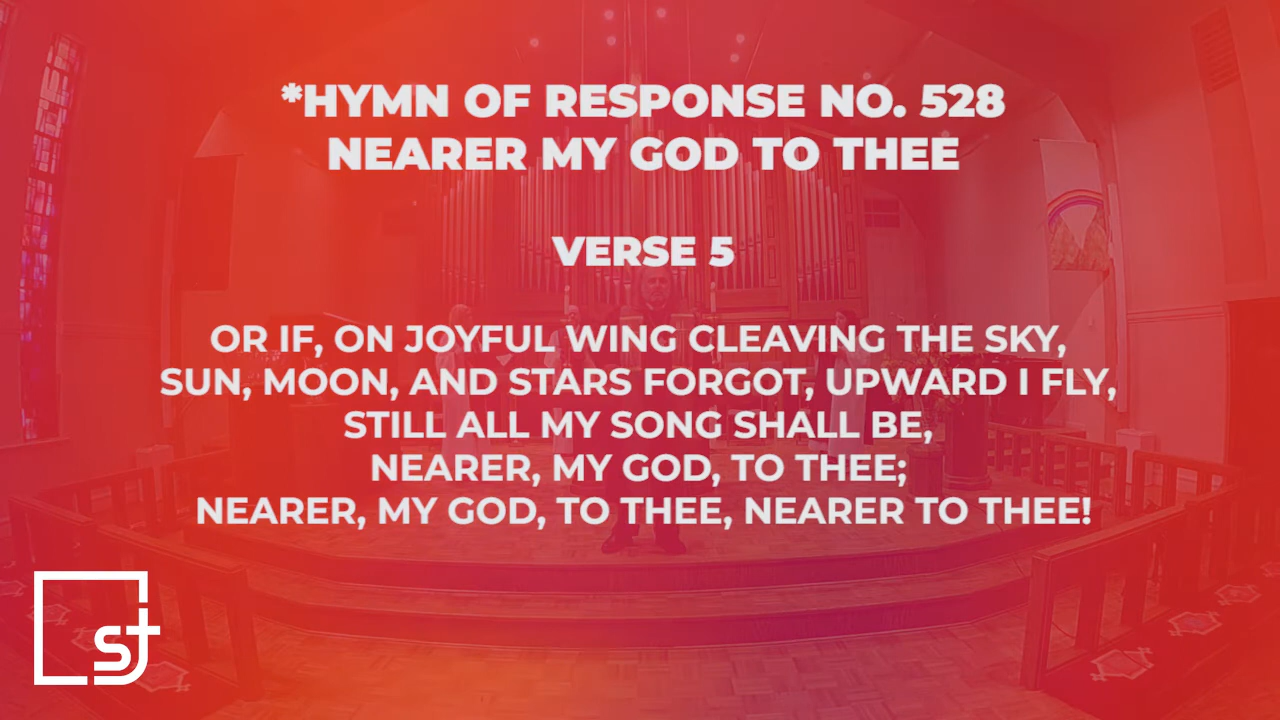 *HYMN OF RESPONSE NO. 528
NEARER MY GOD TO THEE
VERSE 5
OR IF, ON JOYFUL WING CLEAVING THE SKY,
SUN, MOON, AND STARS FORGOT, UPWARD I FLY,
STILL ALL MY SONG SHALL BE,
NEARER, MY GOD, TO THEE;
NEARER, MY GOD, TO THEE, NEARER TO THEE!
st